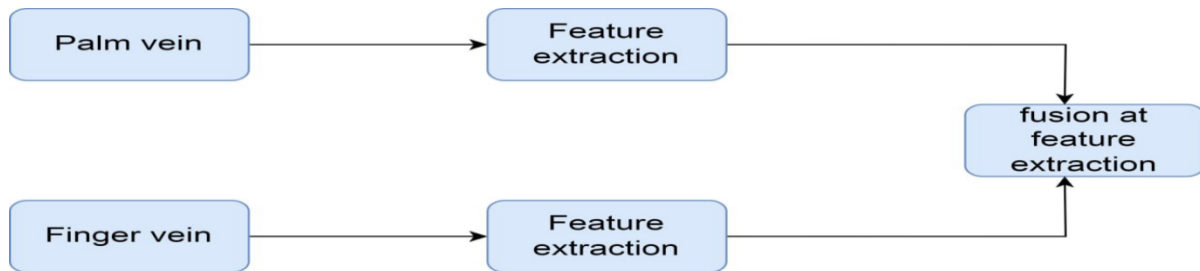 Palm vein
Feature
extraction
fusion at
feature
extraction
Finger vein
Feature
extraction